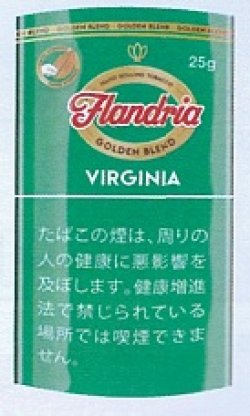 GOLDEN BLEND GOLDEN BLEND GOLDEN BLEND
25g
HAND ROLLING TOBACCO
Flandria
GOLDEN BLEND
VIRGINIA
たばこの煙は、周りの
人の健康に悪影響を
及ぼします。健康増進
法で禁じられている
場所では喫煙できま
せん。